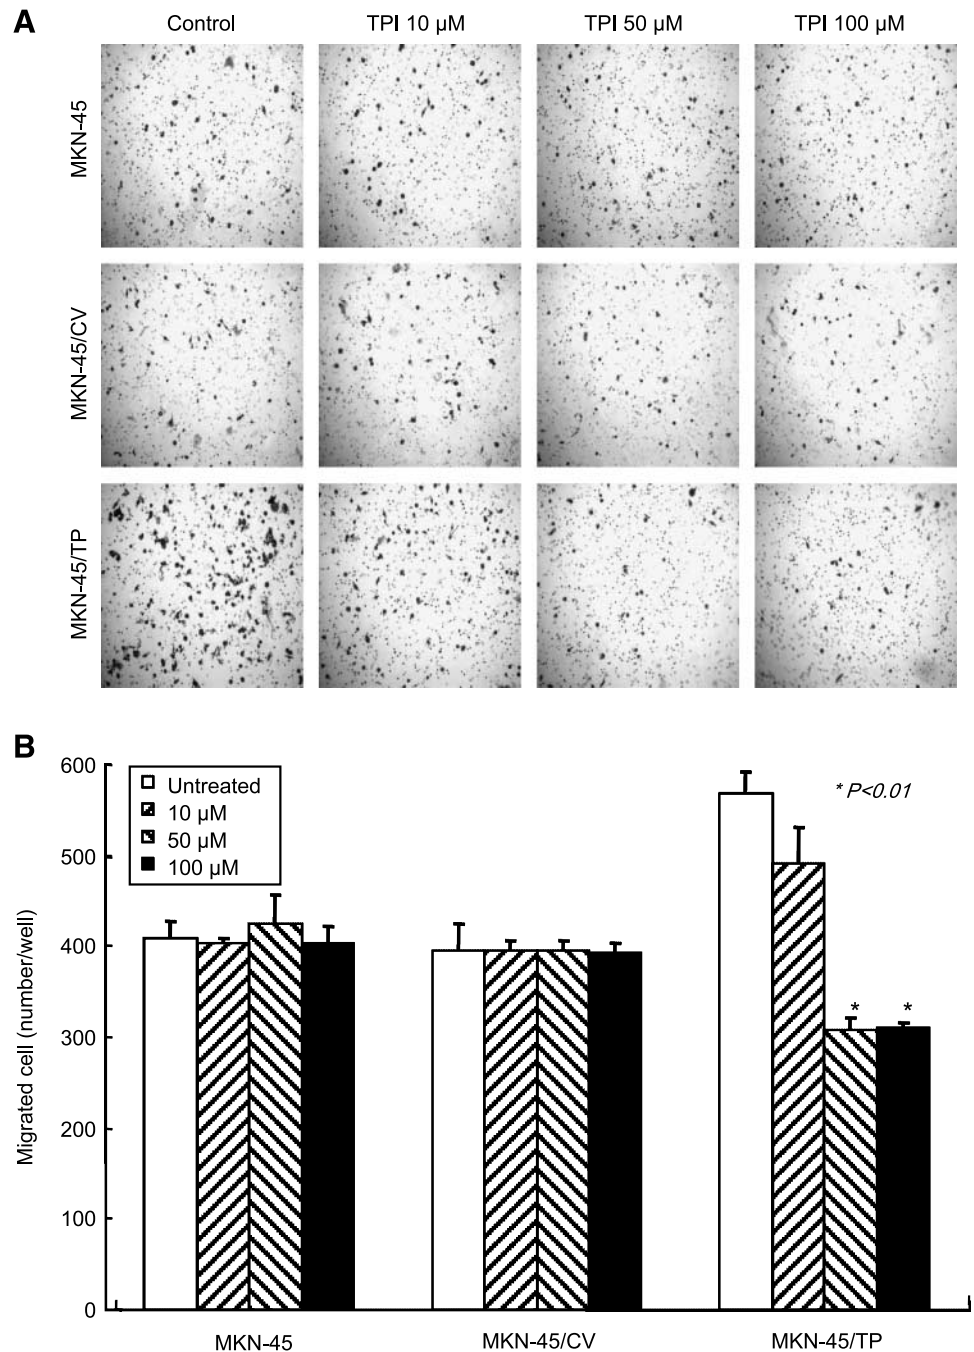 A
Control
TPI 10 µM
TPI 50 µM
TPI 100 µM
MKN-45
MKN-45/CV
MKN-45/TP
B
600
500
400
300
200
100
0
Migrated cell (number/well)
Untreated
10 µM
50 µM
100 µM
* P<0.01
*
*
MKN-45
MKN-45/CV
MKN-45/TP